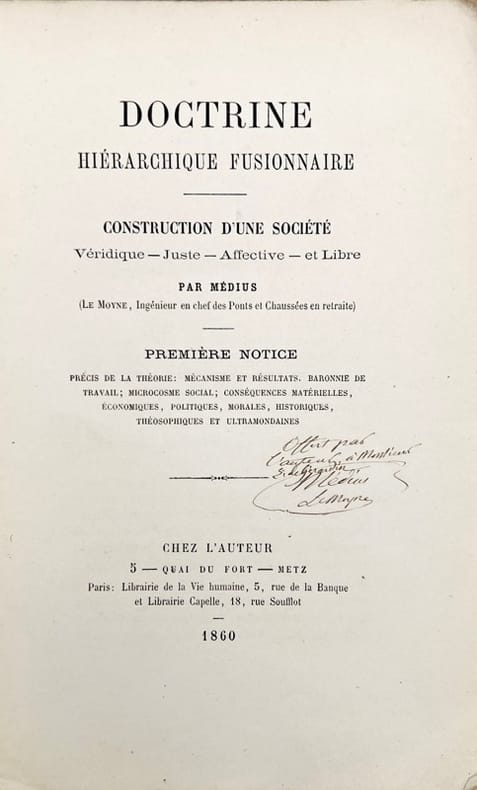 DOCTRINE
HIÉRARCHIQUE FUSIONNAIRE
CONSTRUCTION D'UNE SOCIÉTÉ
Véridique — Juste — Affective — et Libre
PAR MÉDIUS
(LE MOYNE, Ingénieur en chef des Ponts et Chaussées en retraite)
PREMIÈRE NOTICE
PRÉCIS DE LA THÉORIE: MÉCANISME ET RÉSULTATS. BARONNIE DE
TRAVAIL; MICROCOSME SOCIAL; CONSÉQUENCES MATÉRIELLES,
ÉCONOMIQUES, POLITIQUES, MORALES, HISTORIQUES,
THÉOSOPHIQUES ET ULTRAMONDAINES
Offert par
l'auteur à Monsieur
E. de Girardin
Médius
LeMoyne
CHEZ L'AUTEUR
5 — QUAI DU FORT — METZ
Paris: Librairie de la Vie humaine, 5, rue de la Banque
et Librairie Capelle, 18, rue Soufflot
1860